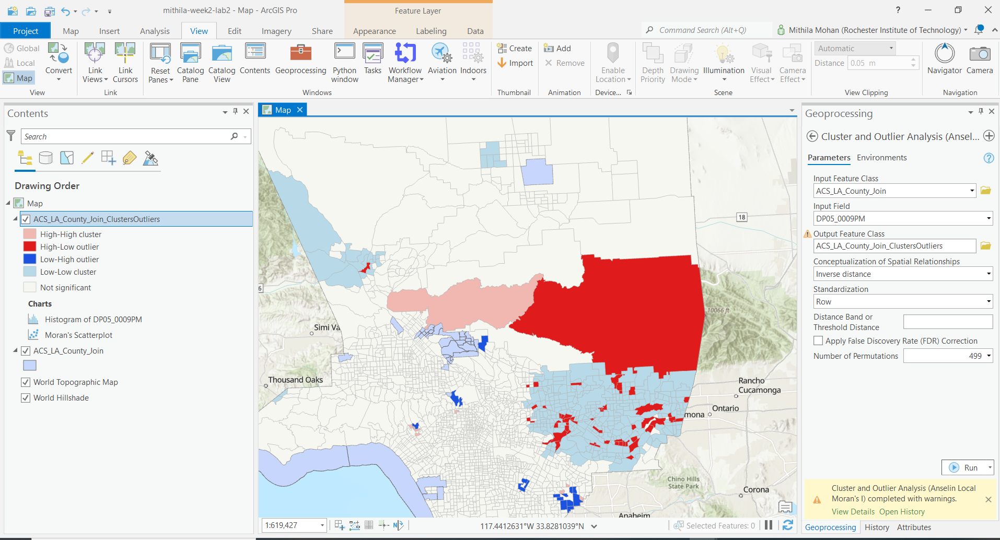 mithila-week2-lab2 - Map - ArcGIS Pro
Feature Layer
?
Project
Map
Insert
Analysis
View
Edit
Imagery
Share
Appearance
Labeling
Data
Command Search (Alt+Q)
Mithila Mohan (Rochester Institute of Technology)
Global
Local
Map
Convert
View
Link Views
Link Cursors
Link
Reset Panes
Catalog Pane
Catalog View
Contents
Geoprocessing
Python window
Tasks
Workflow Manager
Aviation
Indoors
Windows
Create
Import
Thumbnail
Add
Remove
Animation
Enable Location
Device...
Depth Priority
Drawing Mode
Illumination
Visual Effect
Camera Effect
Scene
Automatic
Distance
0.05 m
View Clipping
Navigator
Camera
Navigation
Contents
Search
Drawing Order
Map
ACS_LA_County_Join_ClustersOutliers
High-High cluster
High-Low outlier
Low-High outlier
Low-Low cluster
Not significant
Charts
Histogram of DP05_0009PM
Moran's Scatterplot
ACS_LA_County_Join
World Topographic Map
World Hillshade
Map
18
6
10066 ft
Simi Va
Thousand Oaks
Rancho
Cucamonga
Ontario
mona
Chino Hills
State Park
Corona
Anaheim
1:619,427
117.4412631°W 33.8281039°N
Selected Features: 0
Geoprocessing
Cluster and Outlier Analysis (Ansel...
Parameters
Environments
?
Input Feature Class
ACS_LA_County_Join
Input Field
DP05_0009PM
Output Feature Class
ACS_LA_County_Join_ClustersOutliers
Conceptualization of Spatial Relationships
Inverse distance
Standardization
Row
Distance Band or
Threshold Distance
Apply False Discovery Rate (FDR) Correction
Number of Permutations
499
Run
Cluster and Outlier Analysis (Anselin Local
Moran's I) completed with warnings.
View Details Open History
Geoprocessing
History
Attributes